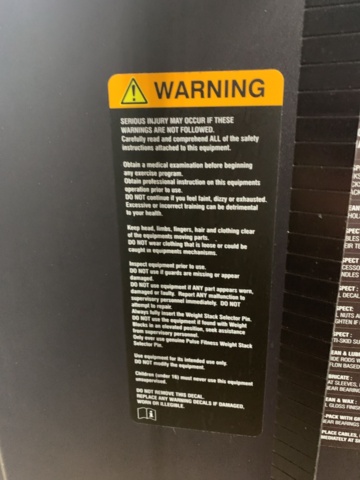 WARNING
SERIOUS INJURY MAY OCCUR IF THESE
WARNINGS ARE NOT FOLLOWED.
Carefully read and comprehend ALL of the safety
instructions attached to this equipment.
Obtain a medical examination before beginning
any exercise program.
Obtain professional instruction on this equipments
operation prior to use.
DO NOT continue if you feel faint, dizzy or exhausted.
Excessive or incorrect training can be detrimental
to your health.
Keep head, limbs, fingers, hair and clothing clear
of the equipments moving parts.
DO NOT wear clothing that is loose or could be
caught in equipments mechanisms.
Inspect equipment prior to use.
DO NOT use if guards are missing or appear
damaged.
DO NOT use equipment if ANY part appears worn,
damaged or faulty. Report ANY malfunction to
supervisory personnel immediately. DO NOT
attempt to repair.
Always fully insert the Weight Stack Selector Pin.
DO NOT use the equipment if found with Weight
Blocks in an elevated position, seek assistance
from supervisory personnel.
Only ever use genuine Pulse Fitness Weight Stack
Selector Pin.
Use equipment for its intended use only.
DO NOT modify the equipment.
Children (under 16) must never use this equipment
unsupervised.
DO NOT REMOVE THIS DECAL.
REPLACE ANY WARNING DECALS IF DAMAGED,
WORN OR ILLEGIBLE.